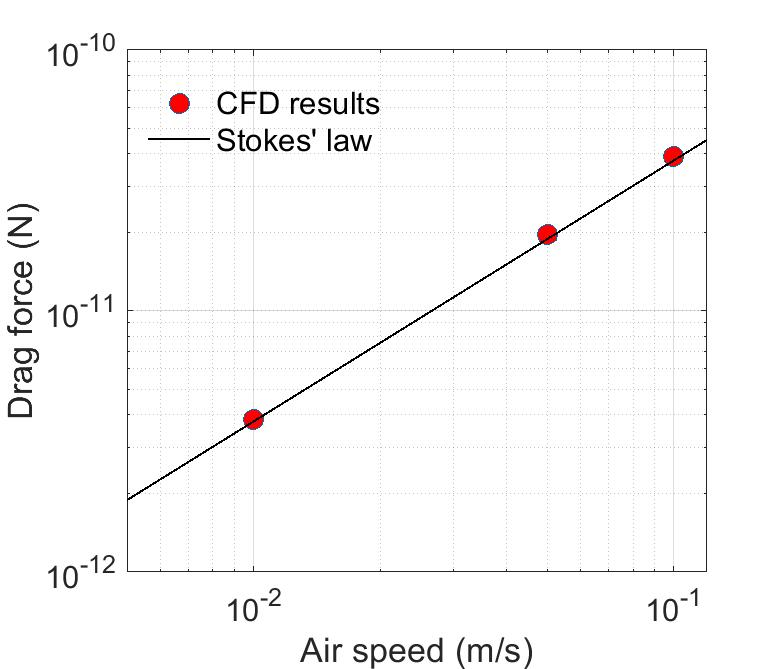 10^-10
CFD results
Stokes' law
Drag force (N)
10^-11
10^-12
10^-2
10^-1
Air speed (m/s)